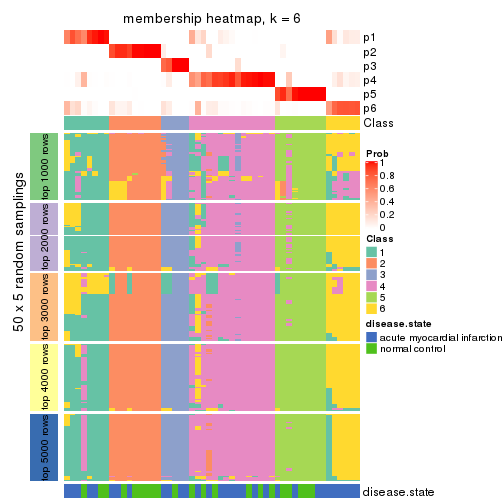 membership heatmap, k = 6
p1
p2
p3
p4
p5
p6
Class
50 x 5 random samplings
top 1000 rows
top 2000 rows
top 3000 rows
top 4000 rows
top 5000 rows
Prob
1
0.8
0.6
0.4
0.2
0
Class
1
2
3
4
5
6
disease.state
acute myocardial infarction
normal control
disease.state